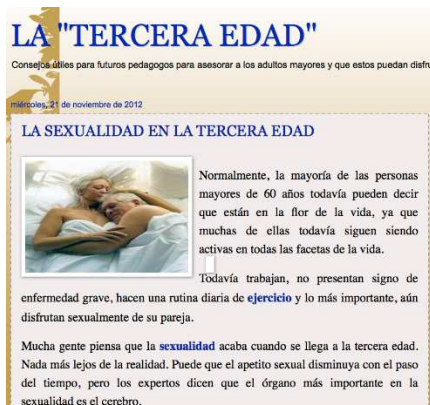 LA "TERCERA EDAD"
Consejos útiles para futuros pedagogos para asesorar a los adultos mayores y que estos puedan disfru
miércoles, 21 de noviembre de 2012
LA SEXUALIDAD EN LA TERCERA EDAD
Normalmente, la mayoría de las personas
mayores de 60 años todavía pueden decir
que están en la flor de la vida, ya que
muchas de ellas todavía siguen siendo
activas en todas las facetas de la vida.
Todavía trabajan, no presentan signo de
enfermedad grave, hacen una rutina diaria de ejercicio y lo más importante, aún
disfrutan sexualmente de su pareja.
Mucha gente piensa que la sexualidad acaba cuando se llega a la tercera edad.
Nada más lejos de la realidad. Puede que el apetito sexual disminuya con el paso
del tiempo, pero los expertos dicen que el órgano más importante en la
sexualidad es el cerebro.